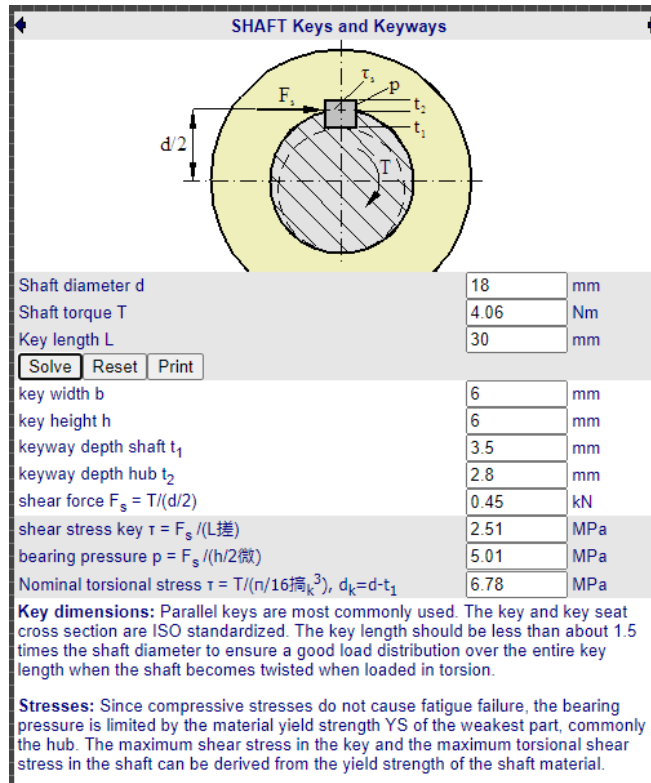 SHAFT Keys and Keyways
τs
Fs
p
t2
t1
d/2
T
Shaft diameter d 18 mm
Shaft torque T 4.06 Nm
Key length L 30 mm
Solve Reset Print
key width b 6 mm
key height h 6 mm
keyway depth shaft t1 3.5 mm
keyway depth hub t2 2.8 mm
shear force Fs = T/(d/2) 0.45 kN
shear stress key τ = Fs /(L搓) 2.51 MPa
bearing pressure p = Fs /(h/2微) 5.01 MPa
Nominal torsional stress τ = T/(п/16搞k³), dk=d-t1 6.78 MPa
Key dimensions: Parallel keys are most commonly used. The key and key seat
cross section are ISO standardized. The key length should be less than about 1.5
times the shaft diameter to ensure a good load distribution over the entire key
length when the shaft becomes twisted when loaded in torsion.
Stresses: Since compressive stresses do not cause fatigue failure, the bearing
pressure is limited by the material yield strength YS of the weakest part, commonly
the hub. The maximum shear stress in the key and the maximum torsional shear
stress in the shaft can be derived from the yield strength of the shaft material.